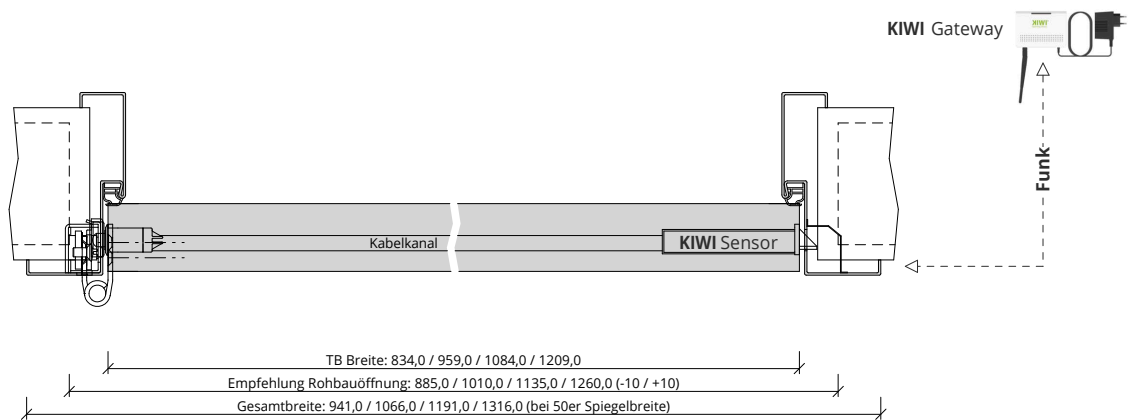 KIWI Gateway
KIWI
Funk
Kabelkanal
KIWI Sensor
TB Breite: 834,0 / 959,0 / 1084,0 / 1209,0
Empfehlung Rohbauöffnung: 885,0 / 1010,0 / 1135,0 / 1260,0 (-10 / +10)
Gesamtbreite: 941,0 / 1066,0 / 1191,0 / 1316,0 (bei 50er Spiegelbreite)